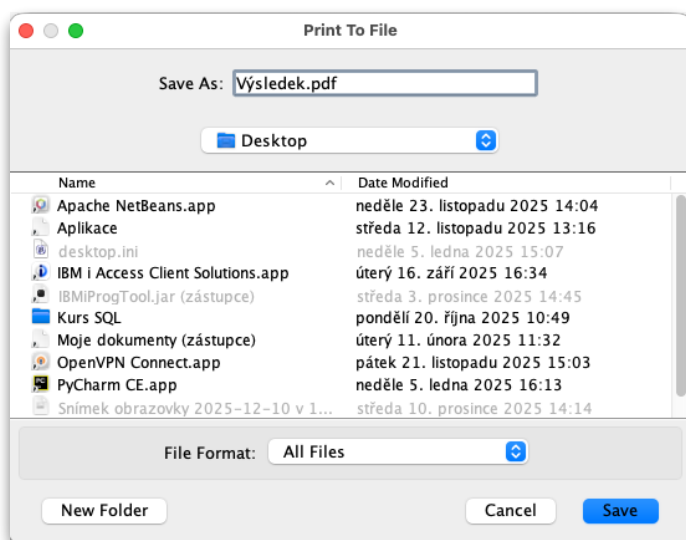 Print To File
Save As: Výsledek.pdf
Desktop
Name Date Modified
Apache NetBeans.app neděle 23. listopadu 2025 14:04
Aplikace středa 12. listopadu 2025 13:16
desktop.ini neděle 5. ledna 2025 15:07
IBM i Access Client Solutions.app úterý 16. září 2025 16:34
IBMiProgTool.jar (zástupce) středa 3. prosince 2025 14:45
Kurs SQL pondělí 20. října 2025 10:49
Moje dokumenty (zástupce) úterý 11. února 2025 11:32
OpenVPN Connect.app pátek 21. listopadu 2025 15:03
PyCharm CE.app neděle 5. ledna 2025 16:13
Snímek obrazovky 2025-12-10 v 1... středa 10. prosince 2025 14:14
File Format: All Files
New Folder Cancel Save